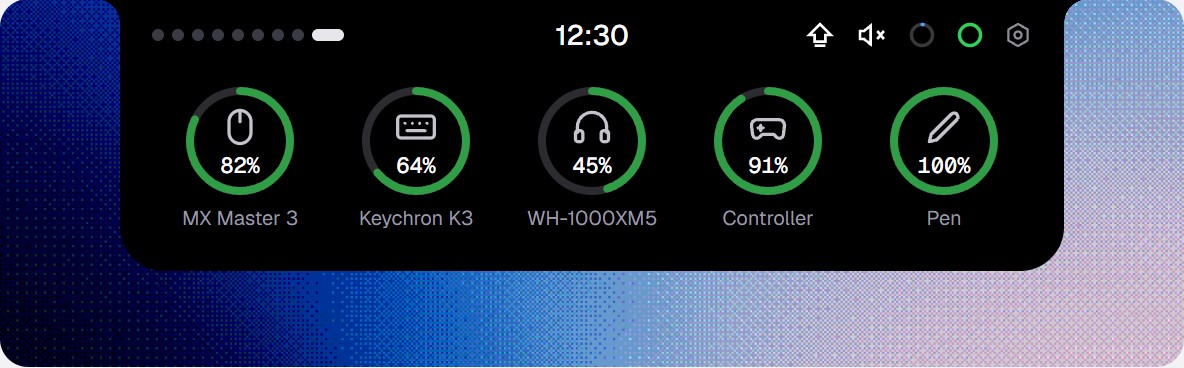 12:30
82% 64% 45% 91% 100%
MX Master 3 Keychron K3 WH-1000XM5 Controller Pen